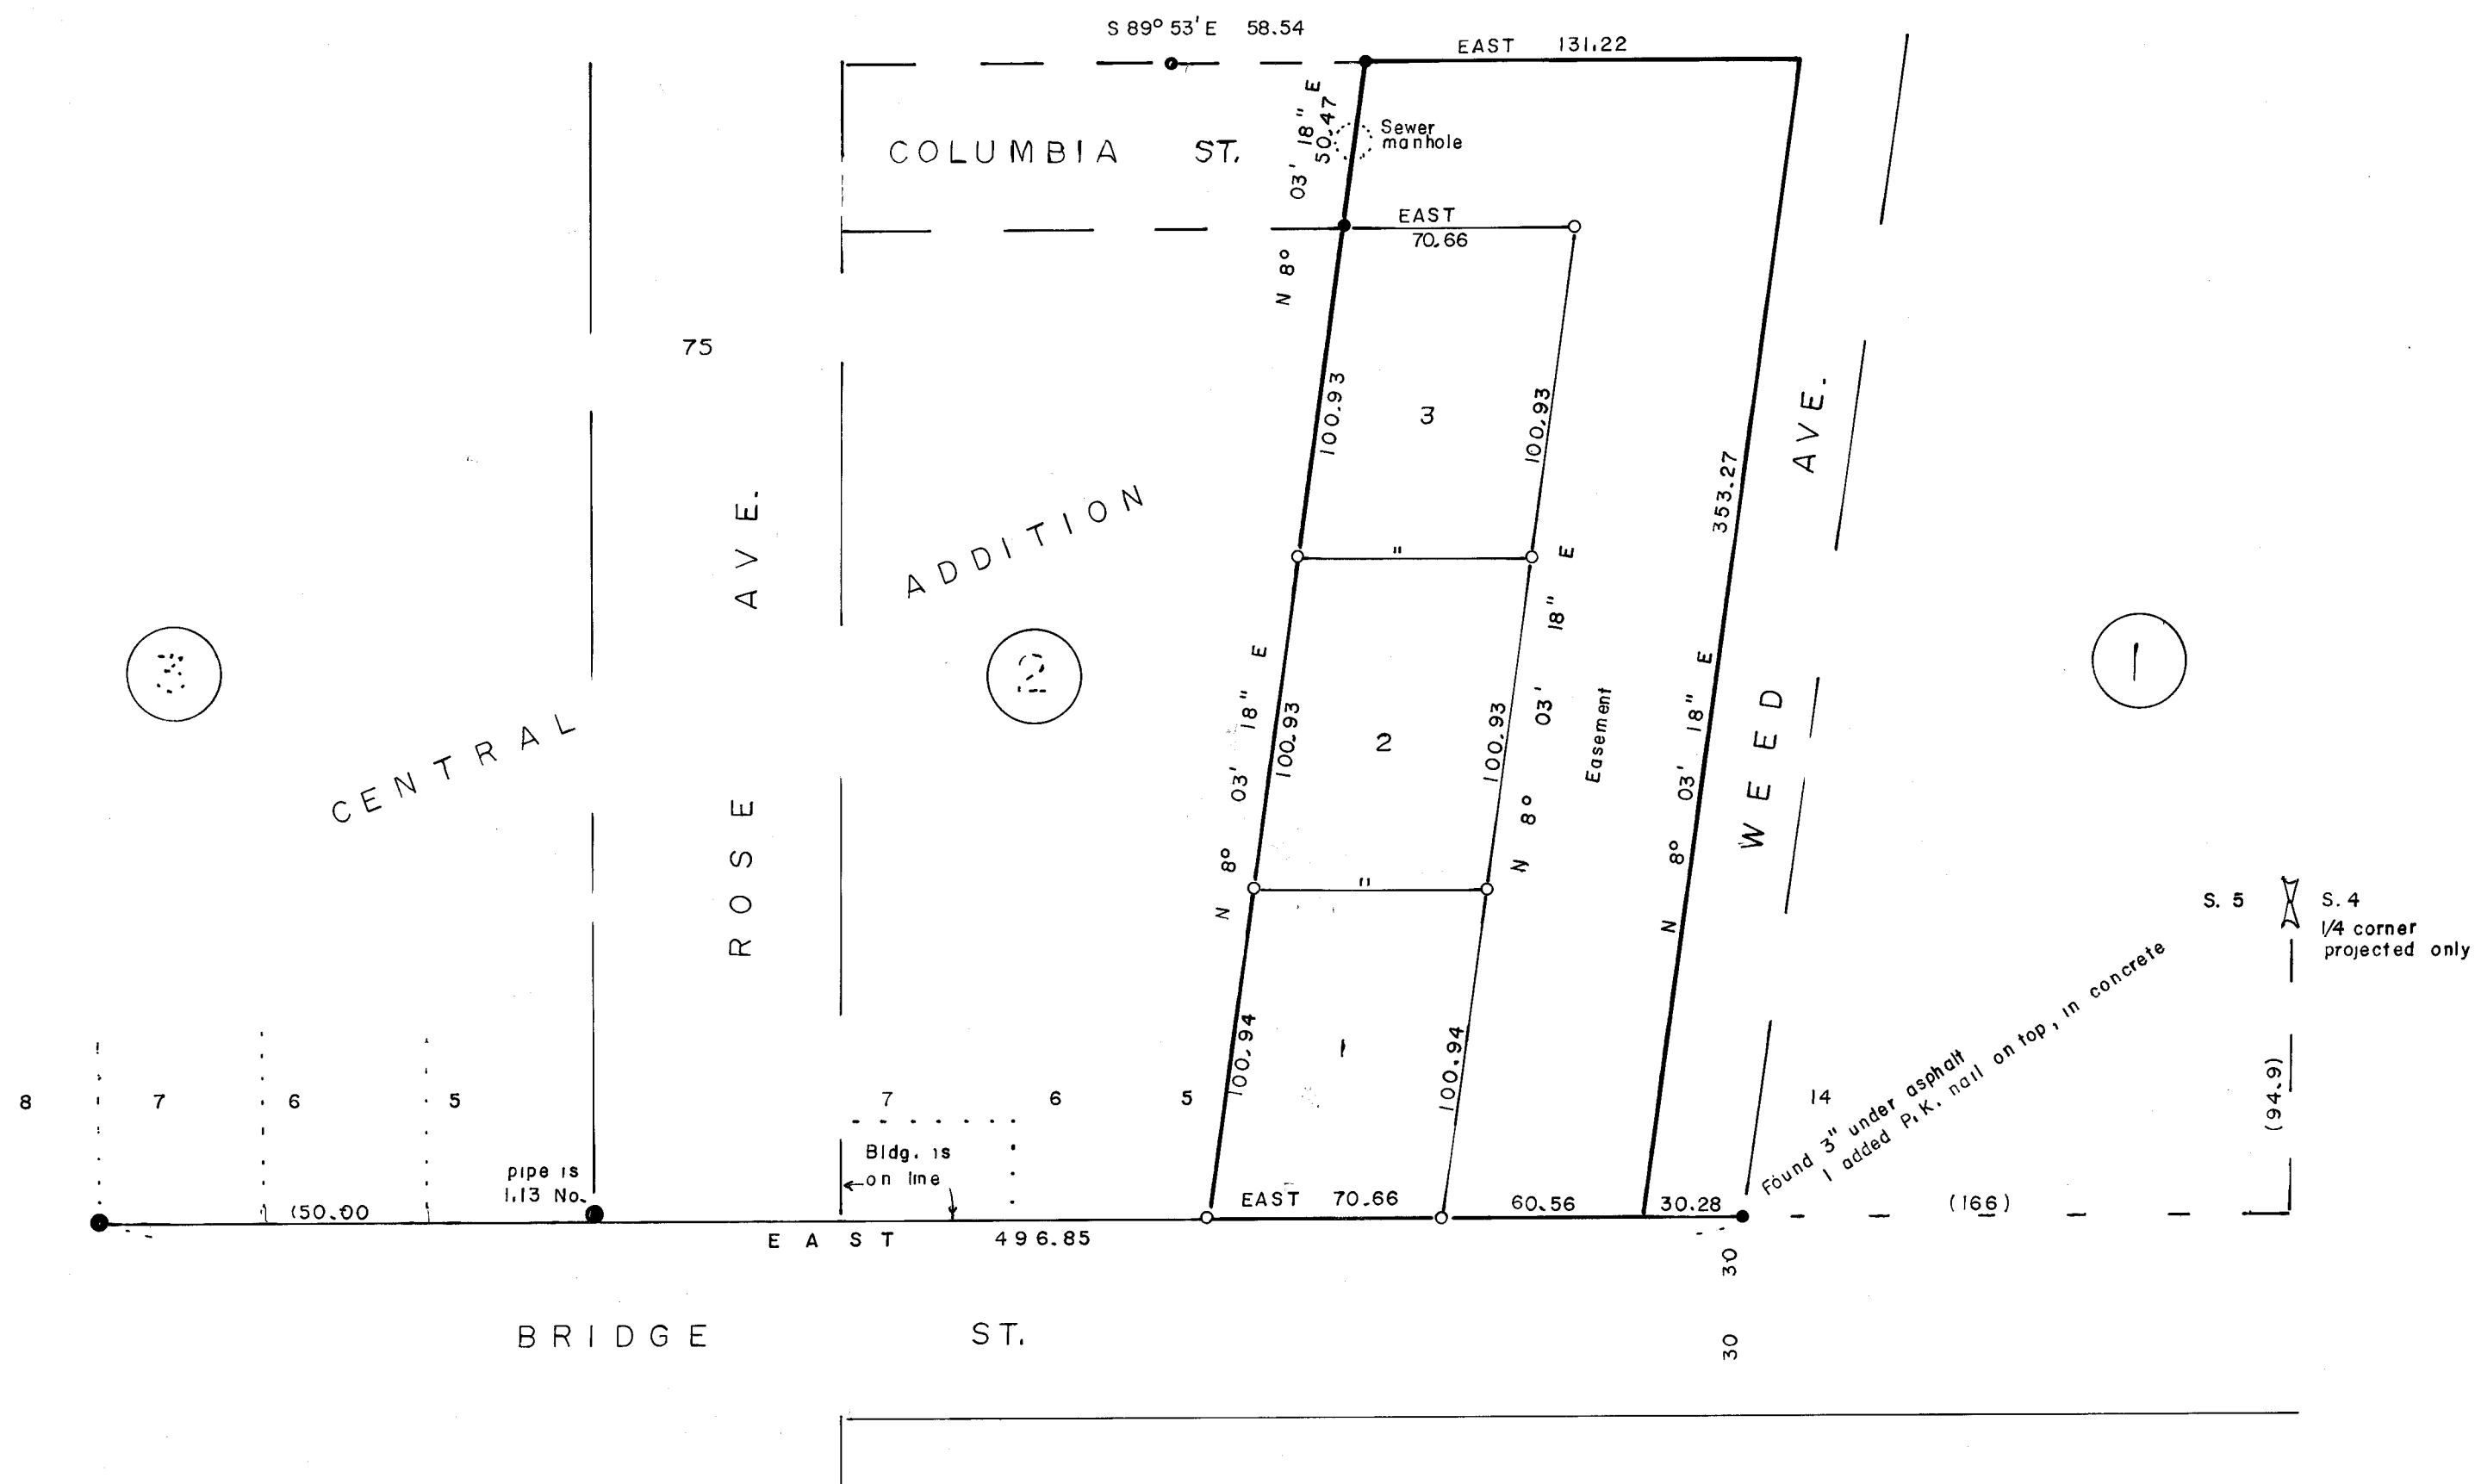 S 89° 53' E 58.54
EAST 131.22
COLUMBIA ST.
N 8° 03' 18" E
50.47
Sewer
manhole
EAST
70.66
75
100.93
3
100.93
353.27
AVE.
ROSE AVE.
CENTRAL ADDITION
"
3
2
1
N 8° 03' 18" E
100.93
2
100.93
N 8° 03' 18" E
Easement
N 8° 03' 18" E
WEED
"
S. 5
S. 4
1/4 corner
projected only
100.94
1
100.94
8
7
6
5
7
6
5
14
Found 3" under asphalt
I added P.K. nail on top, in concrete
(94.9)
pipe is
1.13 No.
Bldg. is
on line
150.00
EAST 70.66
60.56
30.28
(166)
EAST 496.85
30
30
BRIDGE ST.